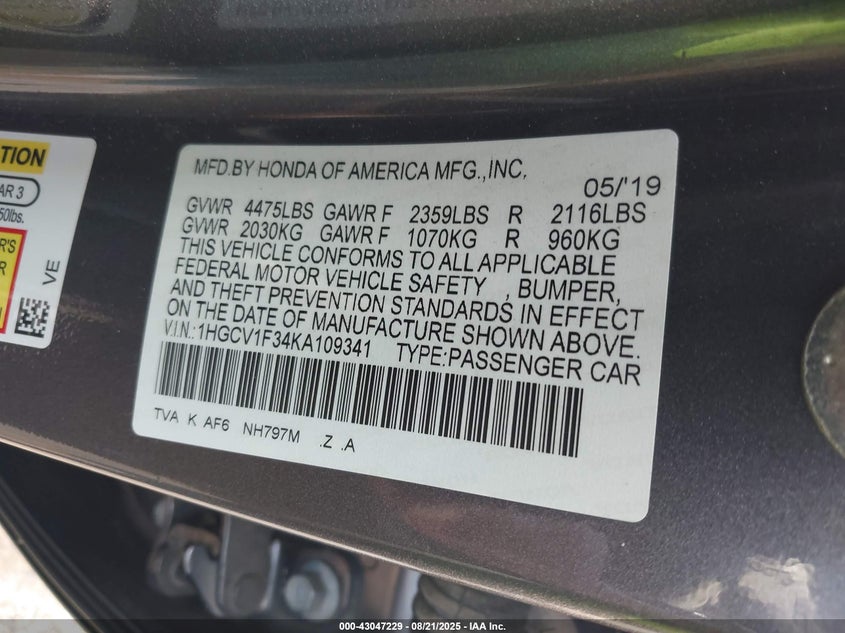 TION
AR 3
50lbs.
R'S
R
VE
MFD.BY HONDA OF AMERICA MFG.,INC.
05/'19
GVWR 4475LBS GAWR F 2359LBS R 2116LBS
GVWR 2030KG GAWR F 1070KG R 960KG
THIS VEHICLE CONFORMS TO ALL APPLICABLE
FEDERAL MOTOR VEHICLE SAFETY , BUMPER,
AND THEFT PREVENTION STANDARDS IN EFFECT
ON THE DATE OF MANUFACTURE SHOWN ABOVE.
V.I.N.:1HGCV1F34KA109341 TYPE:PASSENGER CAR
TVA K AF6 NH797M .Z .A
000-43047229 - 08/21/2025 - IAA Inc.